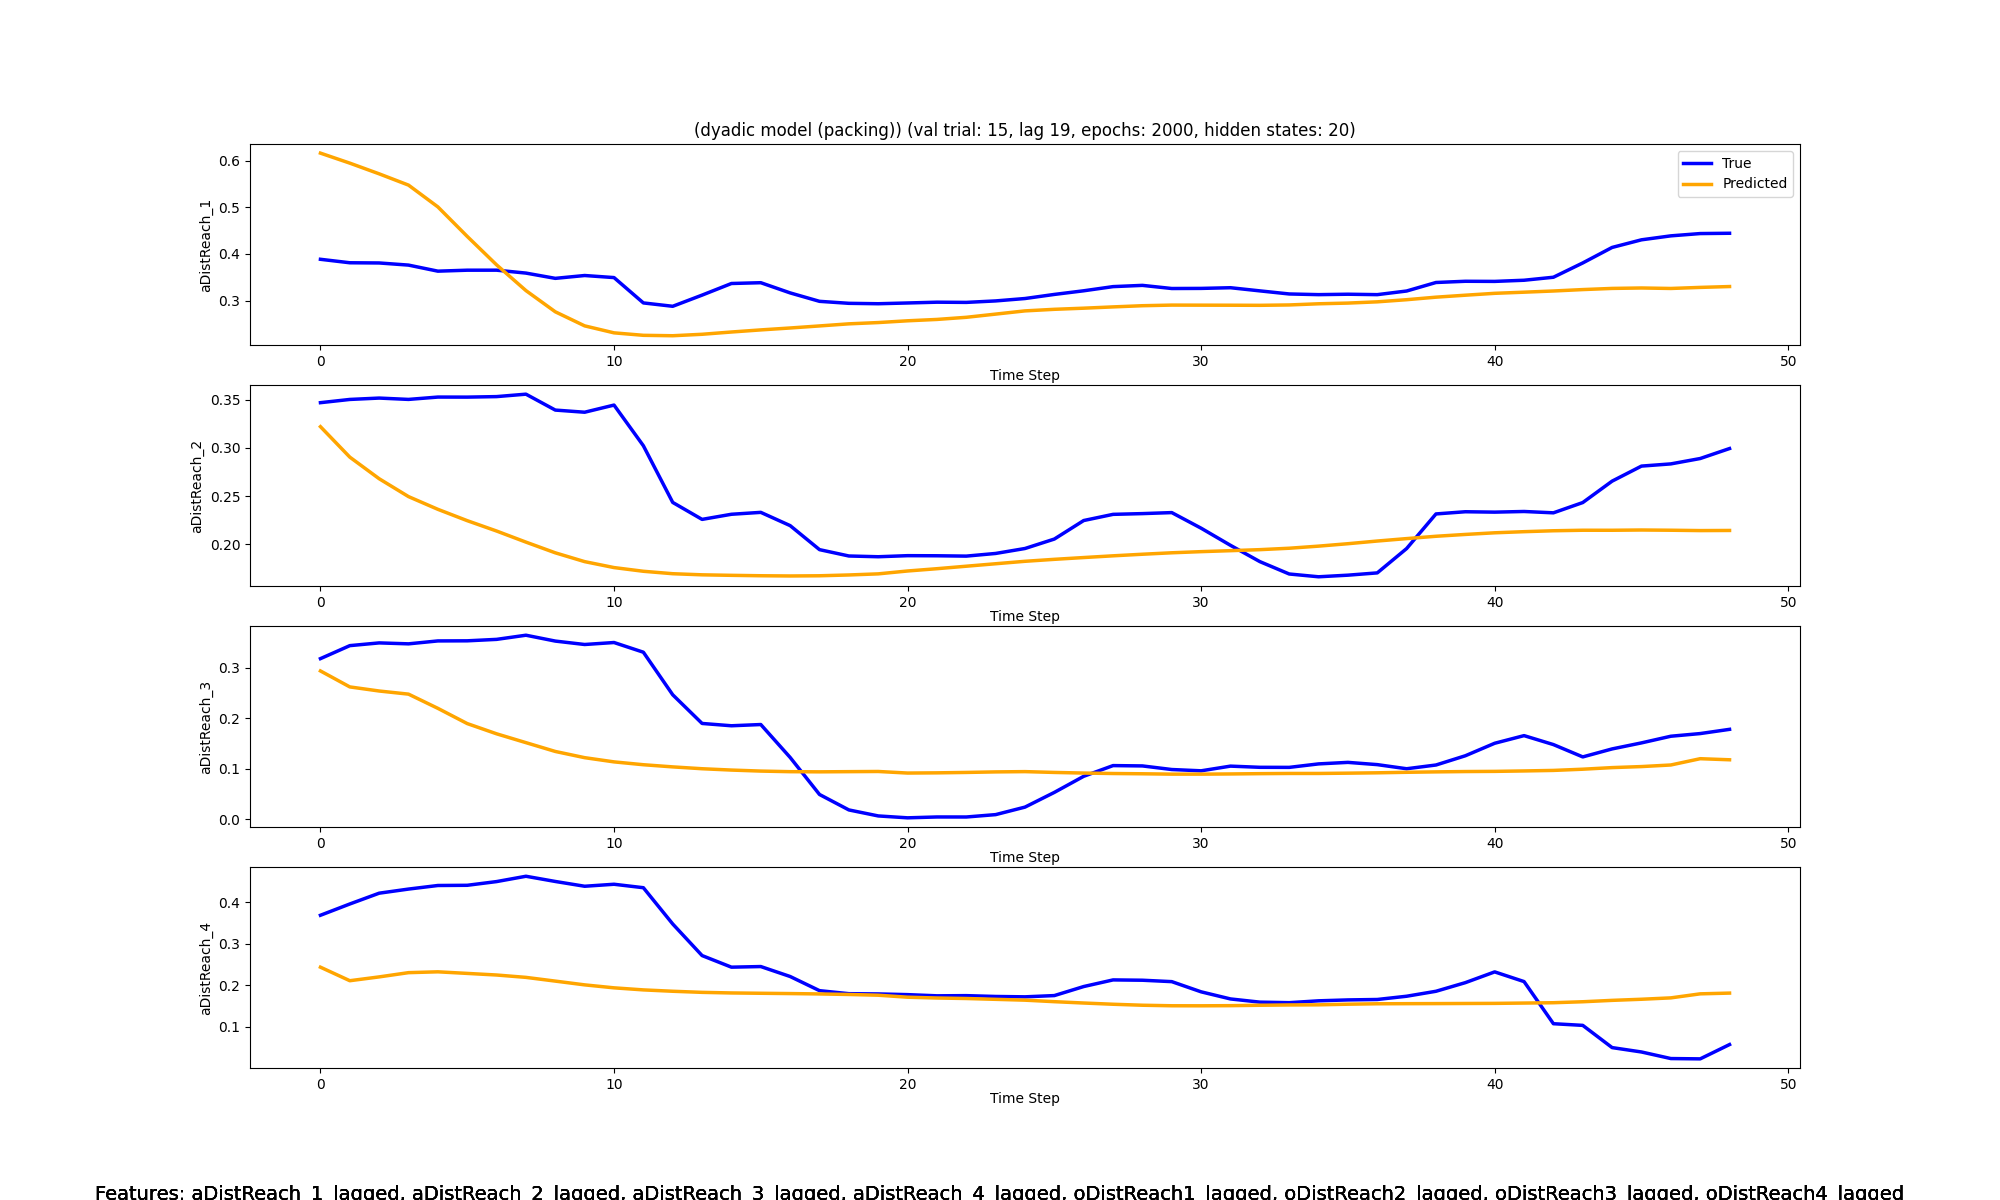 (dyadic model (packing)) (val trial: 15, lag 19, epochs: 2000, hidden states: 20)
True
Predicted
aDistReach_1
0.6
0.5
0.4
0.3
0 10 20 30 40 50
Time Step
aDistReach_2
0.35
0.30
0.25
0.20
0 10 20 30 40 50
Time Step
aDistReach_3
0.3
0.2
0.1
0.0
0 10 20 30 40 50
Time Step
aDistReach_4
0.4
0.3
0.2
0.1
0 10 20 30 40 50
Time Step
Features: aDistReach_1_lagged, aDistReach_2_lagged, aDistReach_3_lagged, aDistReach_4_lagged, oDistReach1_lagged, oDistReach2_lagged, oDistReach3_lagged, oDistReach4_lagged